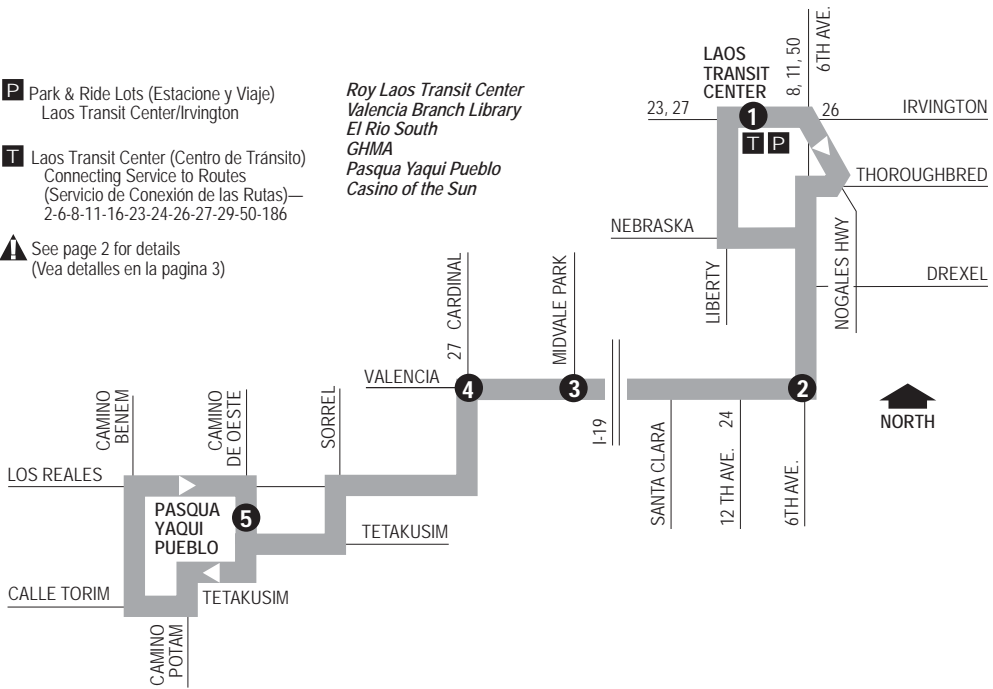 P Park & Ride Lots (Estacione y Viaje)
Laos Transit Center/Irvington
T Laos Transit Center (Centro de Tránsito)
Connecting Service to Routes
(Servicio de Conexión de las Rutas)—
2-6-8-11-16-23-24-26-27-29-50-186
! See page 2 for details
(Vea detalles en la pagina 3)
Roy Laos Transit Center
Valencia Branch Library
El Rio South
GHMA
Pasqua Yaqui Pueblo
Casino of the Sun
LAOS
TRANSIT
CENTER
8, 11, 50
6TH AVE.
23, 27
1
26
IRVINGTON
T P
THOROUGHBRED
NEBRASKA
LIBERTY
NOGALES HWY
DREXEL
27 CARDINAL
MIDVALE PARK
VALENCIA
4
3
2
I-19
NORTH
SANTA CLARA
12 TH AVE. 24
6TH AVE.
CAMINO
BENEM
CAMINO
DE OESTE
SORREL
LOS REALES
PASQUA
YAQUI
PUEBLO
5
TETAKUSIM
CALLE TORIM
TETAKUSIM
CAMINO
POTAM